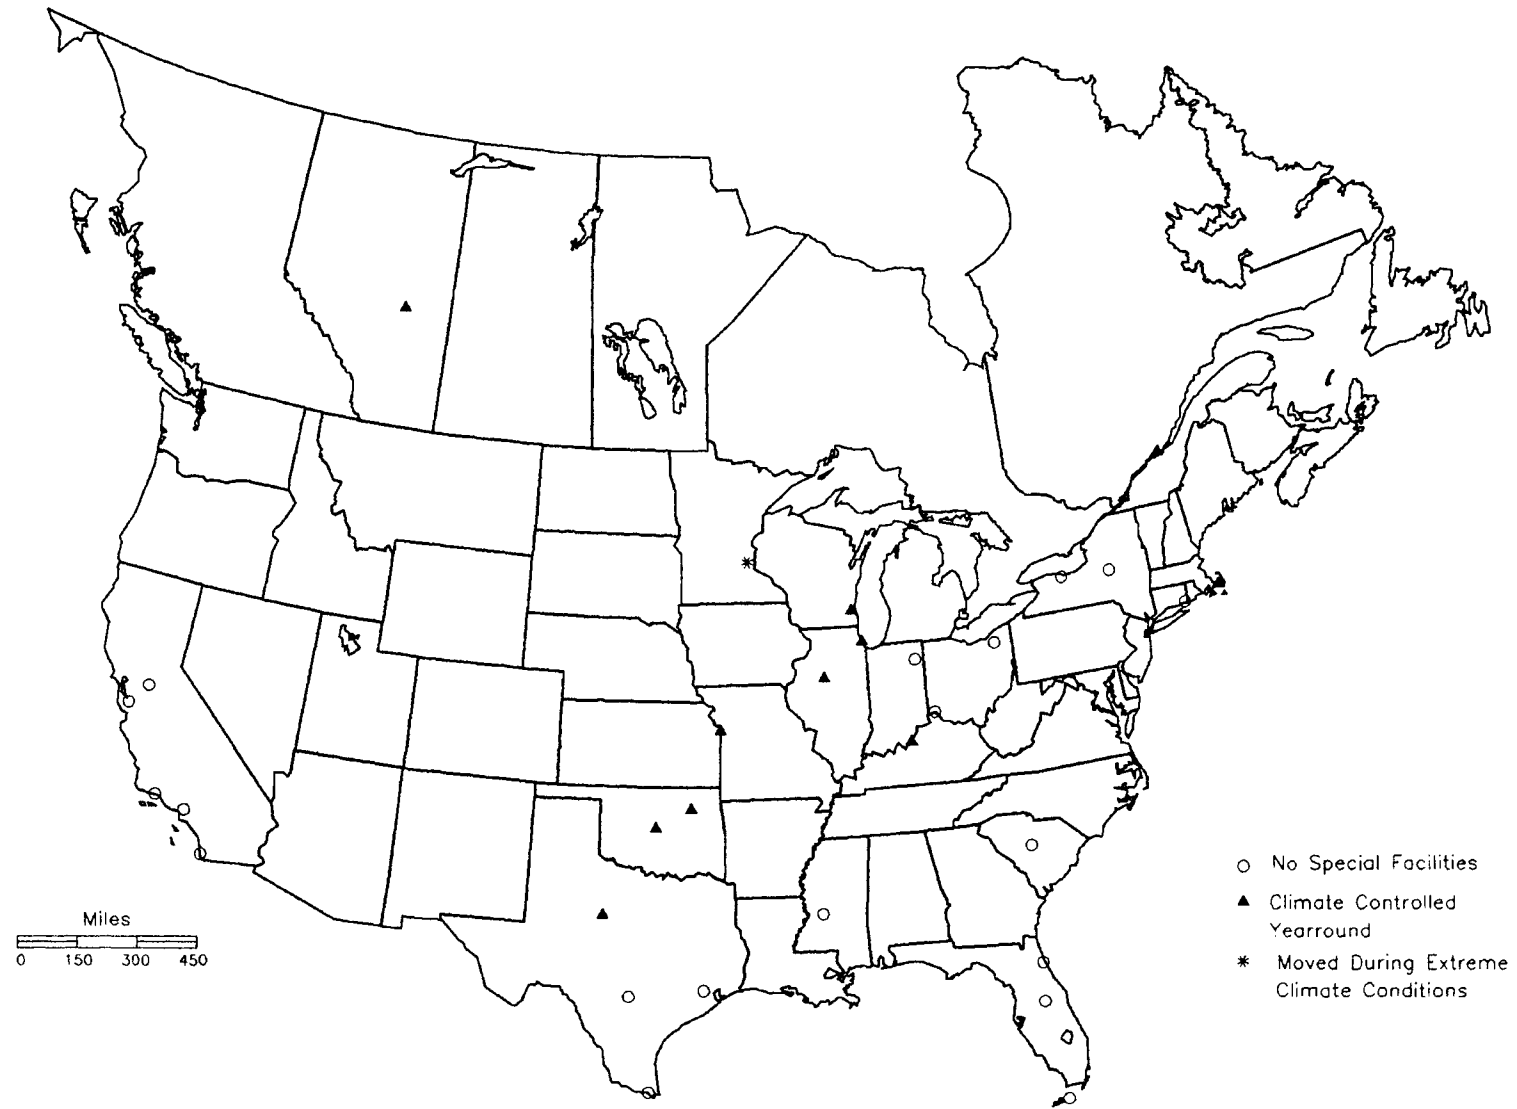 No Special Facilities
Climate Controlled
Yearround
Moved During Extreme
Climate Conditions
Miles
0 150 300 450